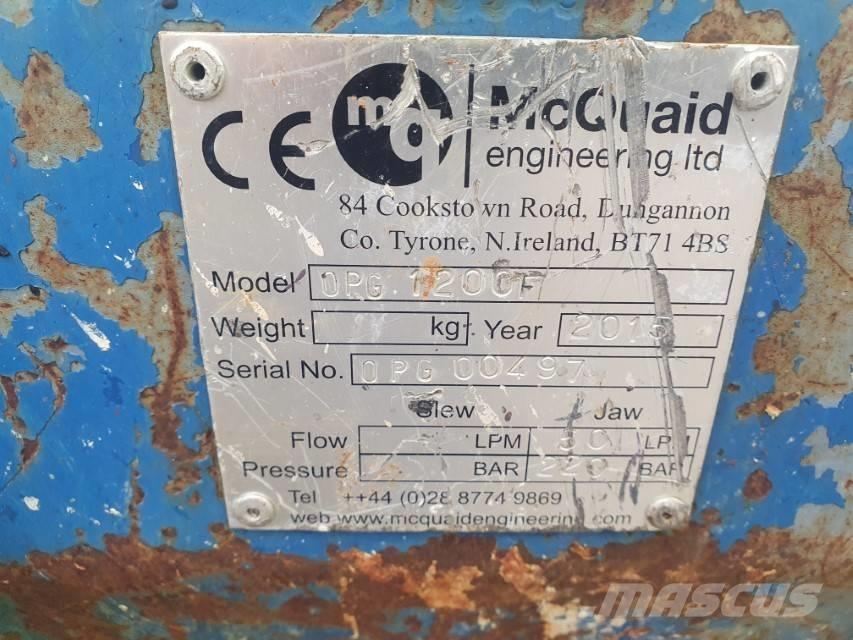 CE mq McQuaid
engineering ltd
84 Cookstown Road, Dungannon
Co. Tyrone, N.Ireland, BT71 4BS
Model OPG 1200F
Weight kg. Year 2015
Serial No. OPG 00497
Slew Jaw
Flow LPM LPM
Pressure BAR 220 BAR
Tel ++44 (0)28 8774 9869
web www.mcquaidengineering.com
MASCUS